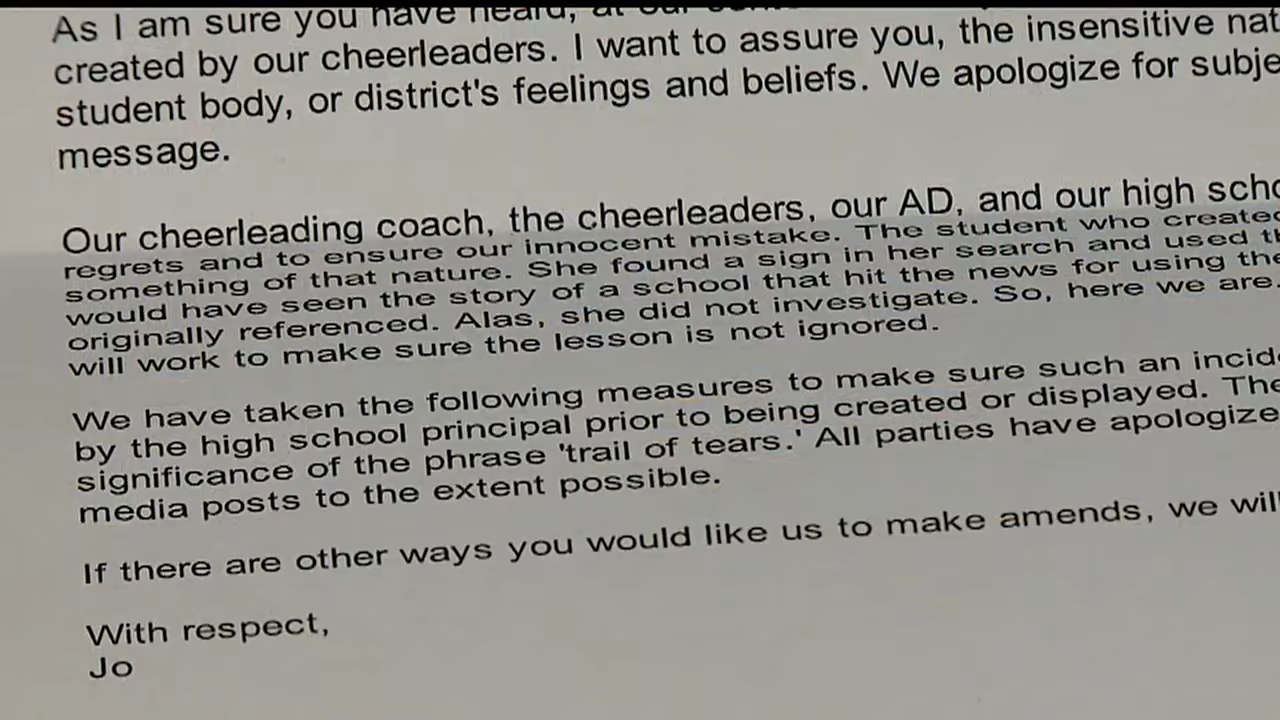 As I am sure you have heard, at our
created by our cheerleaders. I want to assure you, the insensitive nat
student body, or district's feelings and beliefs. We apologize for subje
message.
Our cheerleading coach, the cheerleaders, our AD, and our high scho
regrets and to ensure our innocent mistake. The student who created
something of that nature. She found a sign in her search and used th
would have seen the story of a school that hit the news for using the
originally referenced. Alas, she did not investigate. So, here we are.
will work to make sure the lesson is not ignored.
We have taken the following measures to make sure such an incide
by the high school principal prior to being created or displayed. The
significance of the phrase 'trail of tears.' All parties have apologize
media posts to the extent possible.
If there are other ways you would like us to make amends, we will
With respect,
Jo